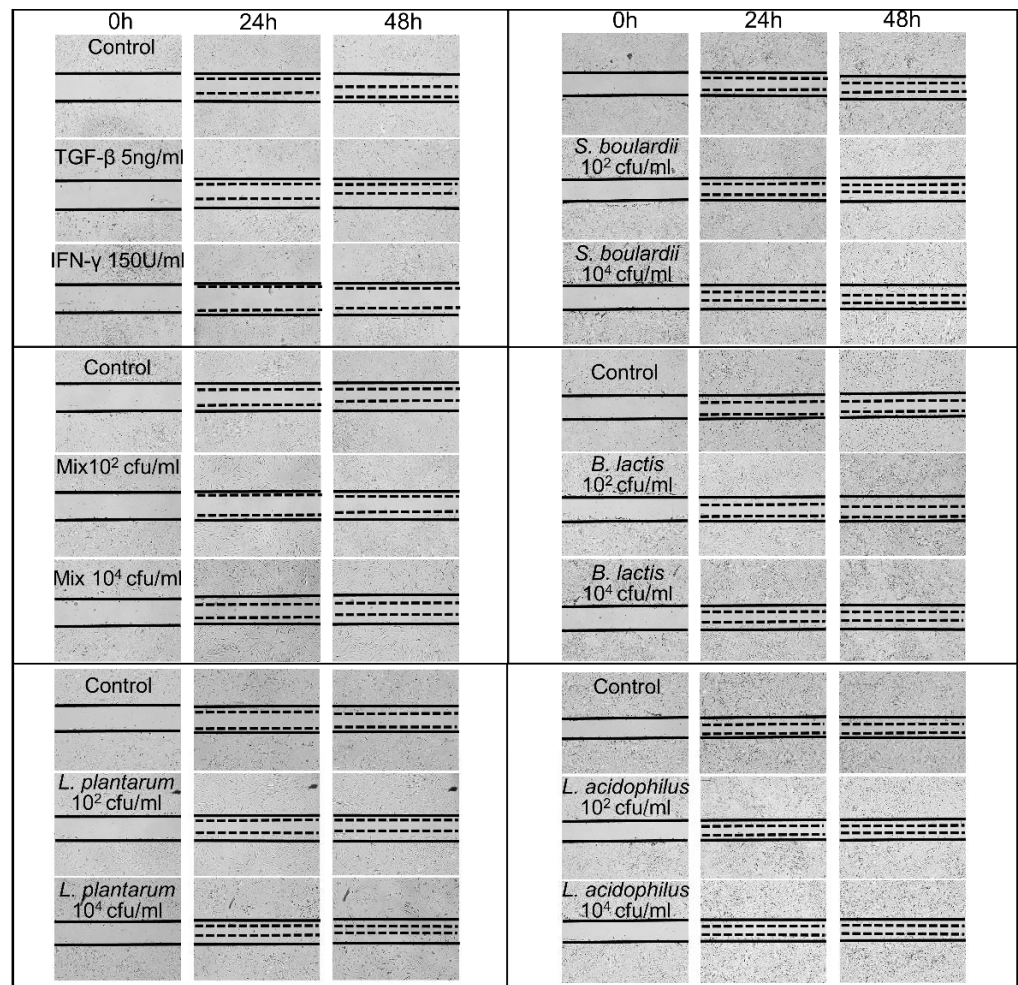 0h 24h 48h
Control
TGF-β 5ng/ml
IFN-γ 150U/ml
0h 24h 48h
S. boulardii
10² cfu/ml
S. boulardii
10⁴ cfu/ml
Control
Mix10² cfu/ml
Mix 10⁴ cfu/ml
Control
B. lactis
10² cfu/ml
B. lactis
10⁴ cfu/ml
Control
L. plantarum
10² cfu/ml
L. plantarum
10⁴ cfu/ml
Control
L. acidophilus
10² cfu/ml
L. acidophilus
10⁴ cfu/ml